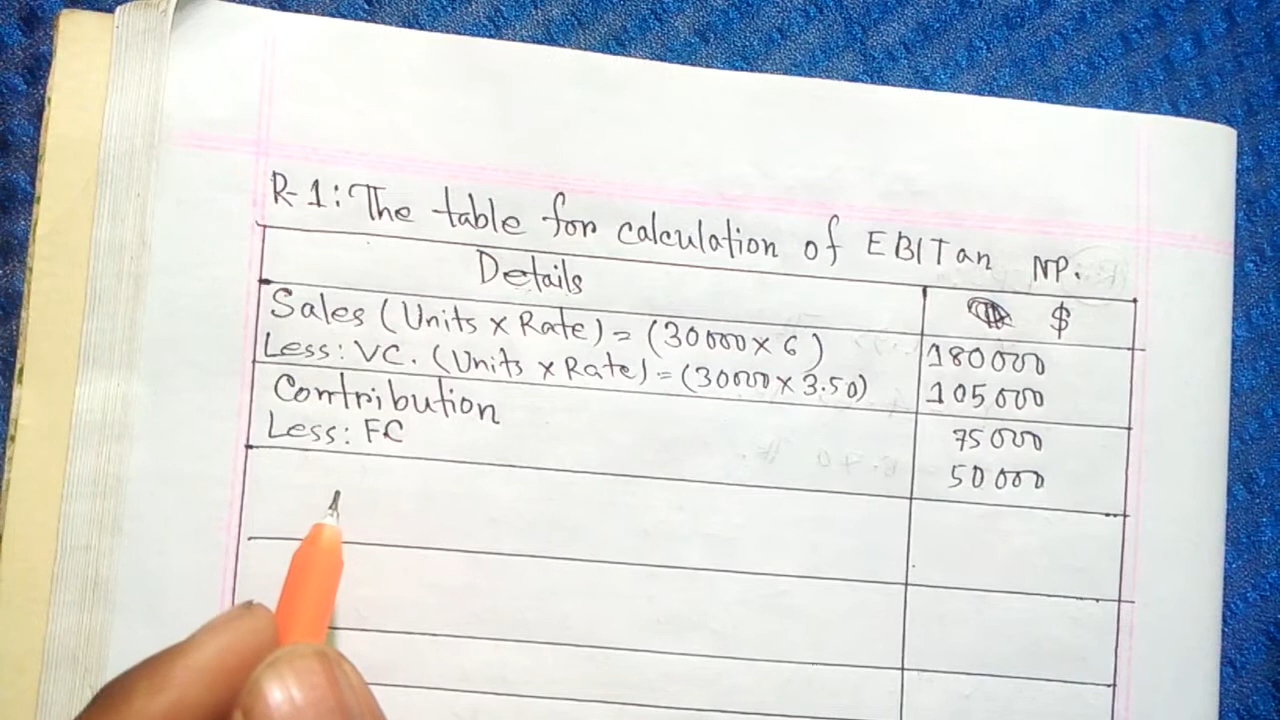 R-1: The table for calculation of EBIT an NP.
Details $
Sales (Units × Rate) = (30000 × 6) 180000
Less: VC. (Units × Rate) = (30000 × 3.50) 105000
Contribution 75000
Less: FC 50000